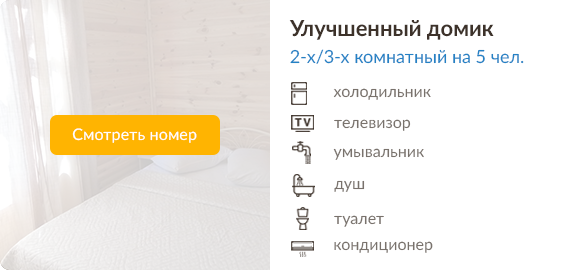 Улучшенный домик
2-х/3-х комнатный на 5 чел.
Смотреть номер
холодильник
TV телевизор
умывальник
душ
туалет
кондиционер